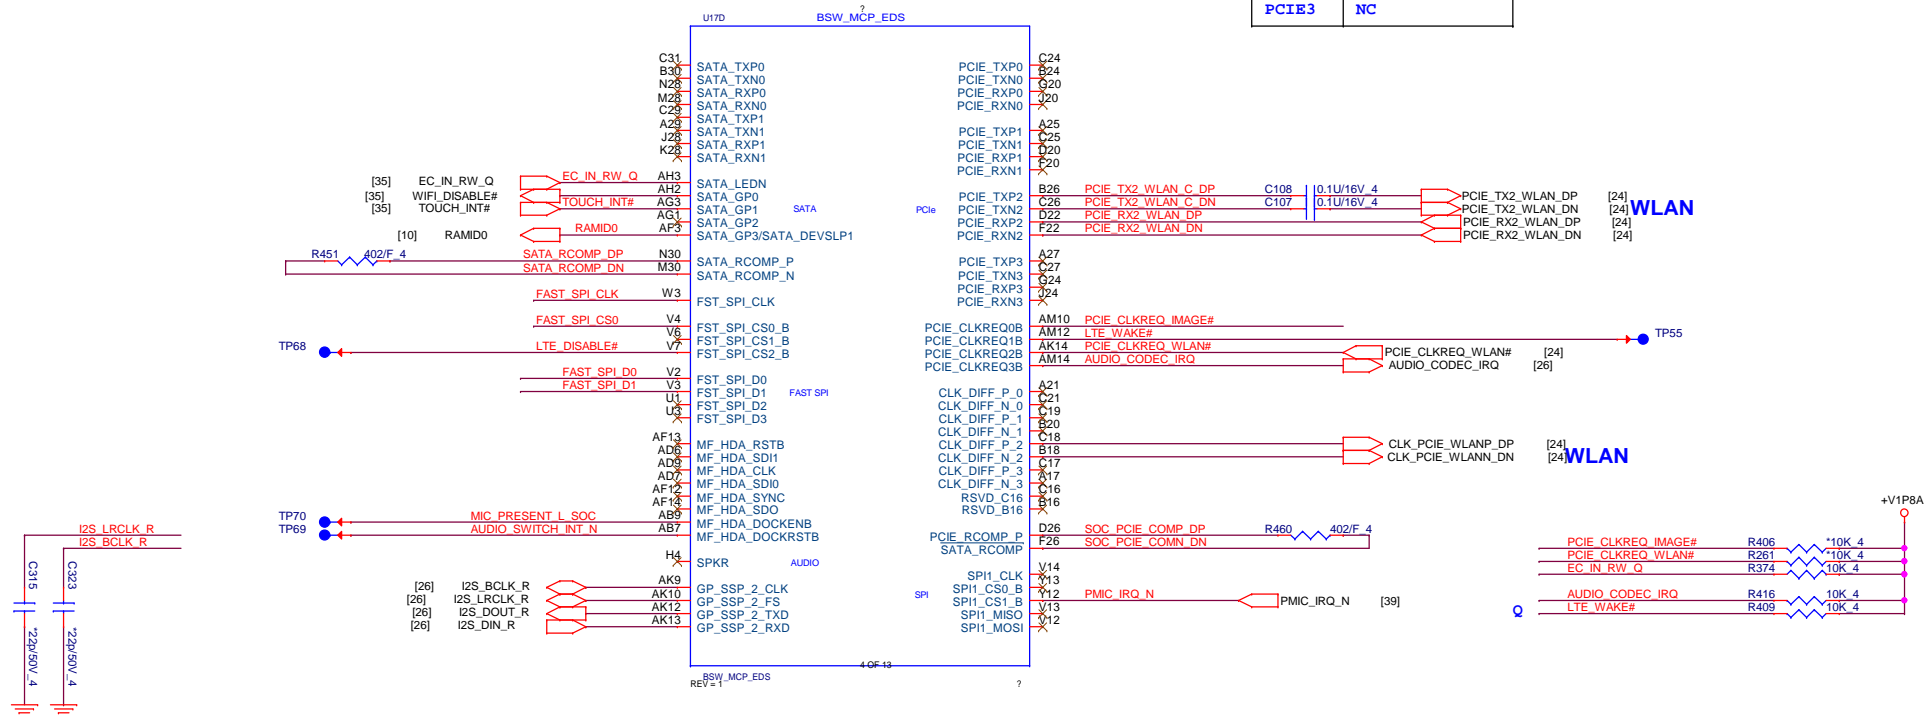 PCIE3 NC
?
U17D BSW_MCP_EDS
C31 SATA_TXP0
B30 SATA_TXN0
N28 SATA_RXP0
M28 SATA_RXN0
C29 SATA_TXP1
A29 SATA_TXN1
J28 SATA_RXP1
K28 SATA_RXN1
[35] EC_IN_RW_Q EC_IN_RW_Q AH3 SATA_LEDN
[35] WIFI_DISABLE# AH2 SATA_GP0
[35] TOUCH_INT# TOUCH_INT# AG3 SATA_GP1
AG1 SATA_GP2
[10] RAMID0 RAMID0 AF3 SATA_GP3/SATA_DEVSLP1
SATA
R451 402/F_4 SATA_RCOMP_DP N30 SATA_RCOMP_P
SATA_RCOMP_DN M30 SATA_RCOMP_N
FAST_SPI_CLK W3 FST_SPI_CLK
FAST_SPI_CS0 V4 FST_SPI_CS0_B
V6 FST_SPI_CS1_B
TP68 LTE_DISABLE# V7 FST_SPI_CS2_B
FAST_SPI_D0 V2 FST_SPI_D0
FAST_SPI_D1 V3 FST_SPI_D1
U1 FST_SPI_D2
U3 FST_SPI_D3
FAST SPI
AF13 MF_HDA_RSTB
AD6 MF_HDA_SDI1
AD9 MF_HDA_CLK
AD7 MF_HDA_SDI0
AF12 MF_HDA_SYNC
AF14 MF_HDA_SDO
TP70 MIC_PRESENT_L_SOC AB9 MF_HDA_DOCKENB
TP69 AUDIO_SWITCH_INT_N AB7 MF_HDA_DOCKRSTB
H4 SPKR
AUDIO
[26] I2S_BCLK_R AK9 GP_SSP_2_CLK
[26] I2S_LRCLK_R AK10 GP_SSP_2_FS
[26] I2S_DOUT_R AK12 GP_SSP_2_TXD
[26] I2S_DIN_R AK13 GP_SSP_2_RXD
I2S_LRCLK_R
I2S_BCLK_R
C315 *22p/50V_4
C323 *22p/50V_4
PCIE_TXP0 C24
PCIE_TXN0 B24
PCIE_RXP0 G20
PCIE_RXN0 J20
PCIE_TXP1 A25
PCIE_TXN1 C25
PCIE_RXP1 D20
PCIE_RXN1 F20
PCIe
PCIE_TXP2 B26 PCIE_TX2_WLAN_C_DP C108 0.1U/16V_4 PCIE_TX2_WLAN_DP [24]
PCIE_TXN2 C26 PCIE_TX2_WLAN_C_DN C107 0.1U/16V_4 PCIE_TX2_WLAN_DN [24] WLAN
PCIE_RXP2 D22 PCIE_RX2_WLAN_DP PCIE_RX2_WLAN_DP [24]
PCIE_RXN2 F22 PCIE_RX2_WLAN_DN PCIE_RX2_WLAN_DN [24]
PCIE_TXP3 A27
PCIE_TXN3 C27
PCIE_RXP3 G24
PCIE_RXN3 J24
PCIE_CLKREQ0B AM10 PCIE_CLKREQ_IMAGE#
PCIE_CLKREQ1B AM12 LTE_WAKE# TP55
PCIE_CLKREQ2B AK14 PCIE_CLKREQ_WLAN# PCIE_CLKREQ_WLAN# [24]
PCIE_CLKREQ3B AM14 AUDIO_CODEC_IRQ AUDIO_CODEC_IRQ [26]
CLK_DIFF_P_0 A21
CLK_DIFF_N_0 C21
CLK_DIFF_P_1 C19
CLK_DIFF_N_1 B20
CLK_DIFF_P_2 C18 CLK_PCIE_WLANP_DP [24]
CLK_DIFF_N_2 B18 CLK_PCIE_WLANN_DN [24] WLAN
CLK_DIFF_P_3 C17
CLK_DIFF_N_3 A17
RSVD_C16 C16
RSVD_B16 B16
PCIE_RCOMP_P D26 SOC_PCIE_COMP_DP R460 402/F_4
SATA_RCOMP F26 SOC_PCIE_COMN_DN
SPI1_CLK V14
SPI1_CS0_B Y13
SPI
SPI1_CS1_B Y12 PMIC_IRQ_N PMIC_IRQ_N [39]
SPI1_MISO V13
SPI1_MOSI V12
+V1P8A
PCIE_CLKREQ_IMAGE# R406 *10K_4
PCIE_CLKREQ_WLAN# R261 *10K_4
EC_IN_RW_Q R374 10K_4
AUDIO_CODEC_IRQ R416 10K_4
Q LTE_WAKE# R409 10K_4
4 OF 13
BSW_MCP_EDS
REV = 1 ?